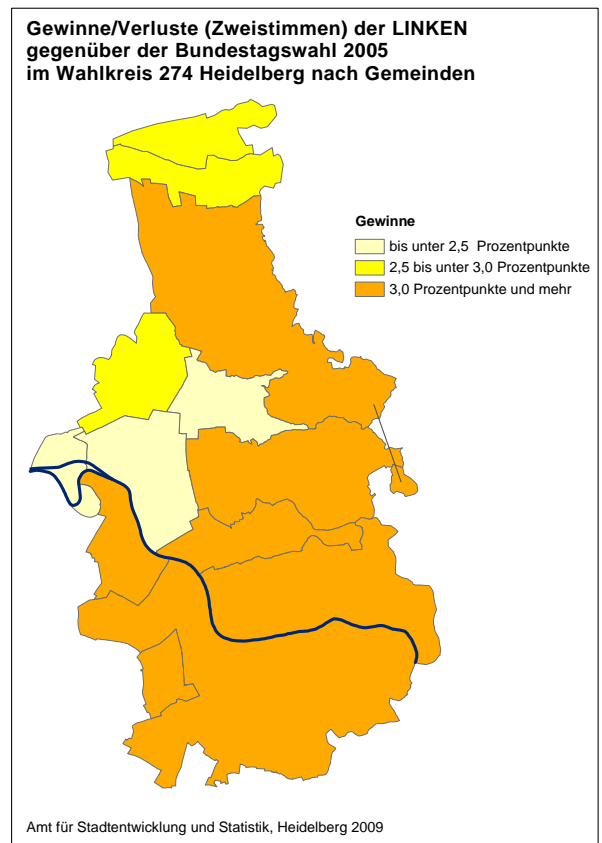 Gewinne/Verluste (Zweistimmen) der LINKEN
gegenüber der Bundestagswahl 2005
im Wahlkreis 274 Heidelberg nach Gemeinden
Gewinne
bis unter 2,5 Prozentpunkte
2,5 bis unter 3,0 Prozentpunkte
3,0 Prozentpunkte und mehr
Amt für Stadtentwicklung und Statistik, Heidelberg 2009